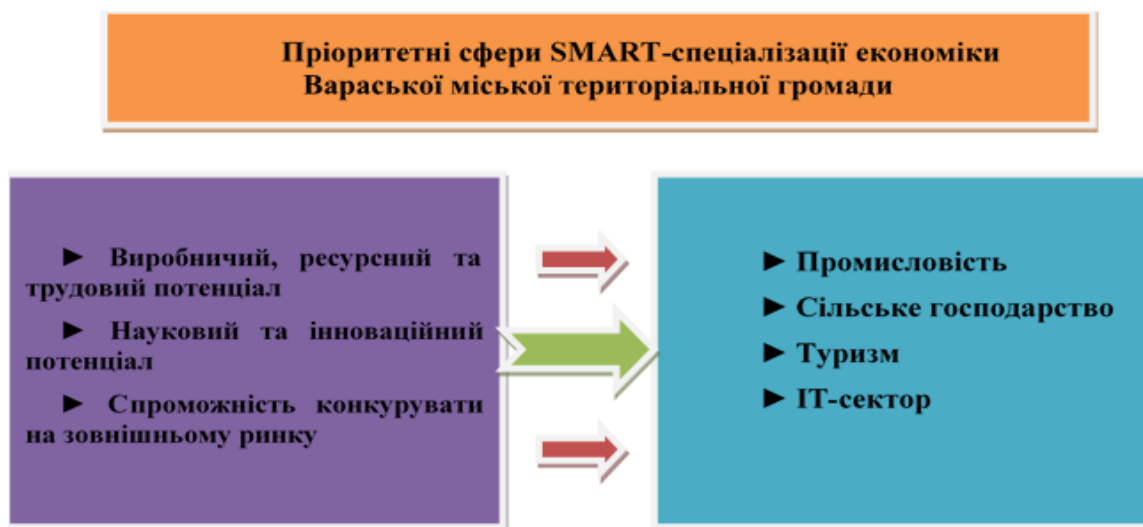 Пріоритетні сфери SMART-спеціалізації економіки
Вараської міської територіальної громади
► Виробничий, ресурсний та
трудовий потенціал
► Науковий та інноваційний
потенціал
► Спроможність конкурувати
на зовнішньому ринку
► Промисловість
► Сільське господарство
► Туризм
► ІТ-сектор